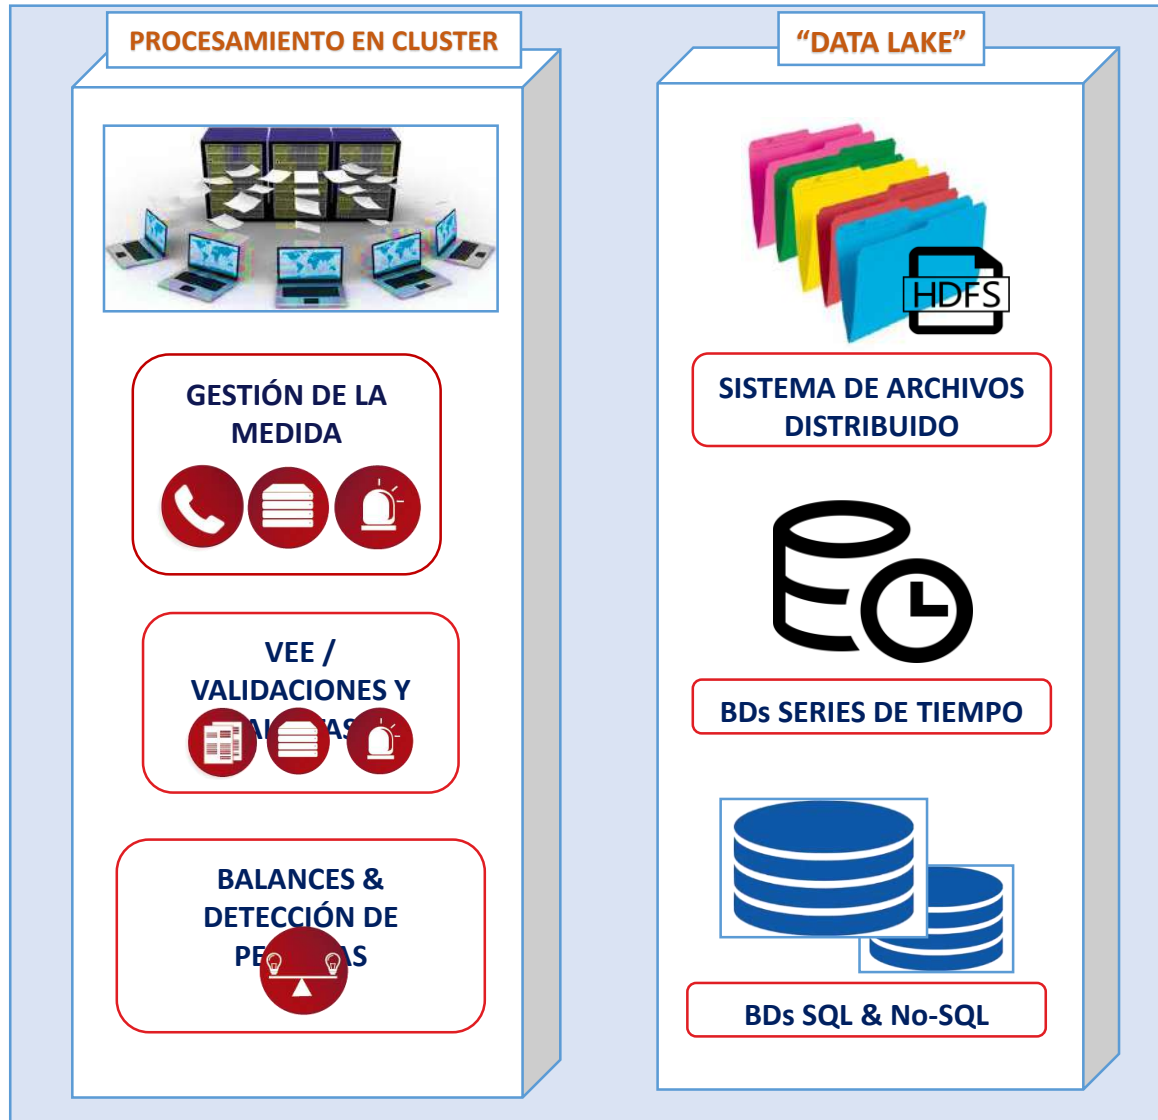 PROCESAMIENTO EN CLUSTER
GESTIÓN DE LA
MEDIDA
VEE /
VALIDACIONES Y
BALANCES &
DETECCIÓN DE
“DATA LAKE”
HDFS
SISTEMA DE ARCHIVOS
DISTRIBUIDO
BDs SERIES DE TIEMPO
BDs SQL & No-SQL